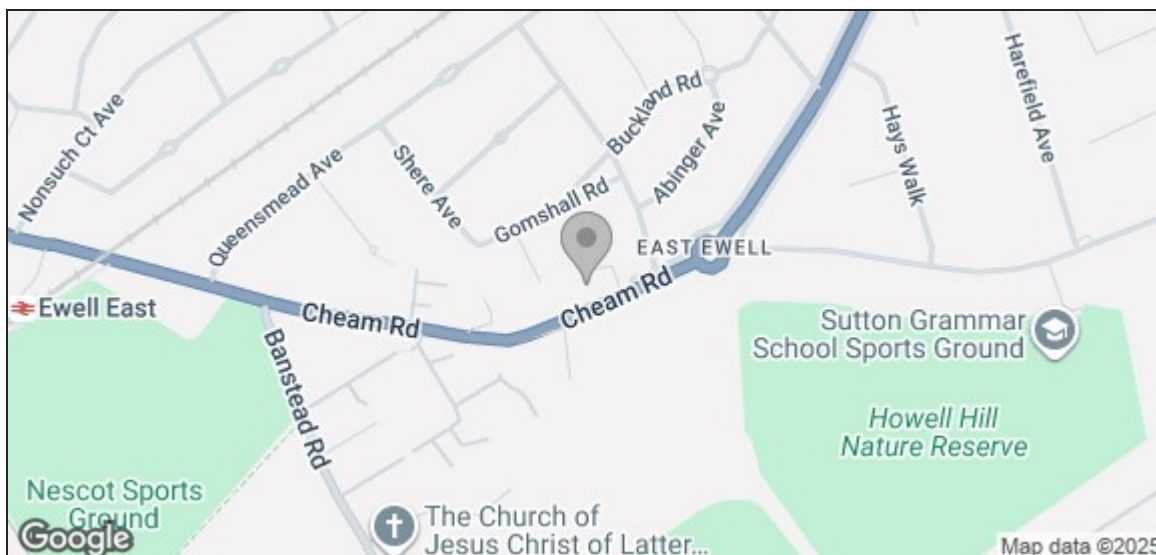 Nonsuch Ct Ave
Queensmead Ave
Shere Ave
Gomshall Rd
Buckland Rd
Abinger Ave
Hays Walk
Harefield Ave
EAST EWELL
Ewell East
Cheam Rd
Cheam Rd
Banstead Rd
Sutton Grammar
School Sports Ground
Howell Hill
Nature Reserve
Nescot Sports
Ground
The Church of
Jesus Christ of Latter...
Google
Map data ©2025